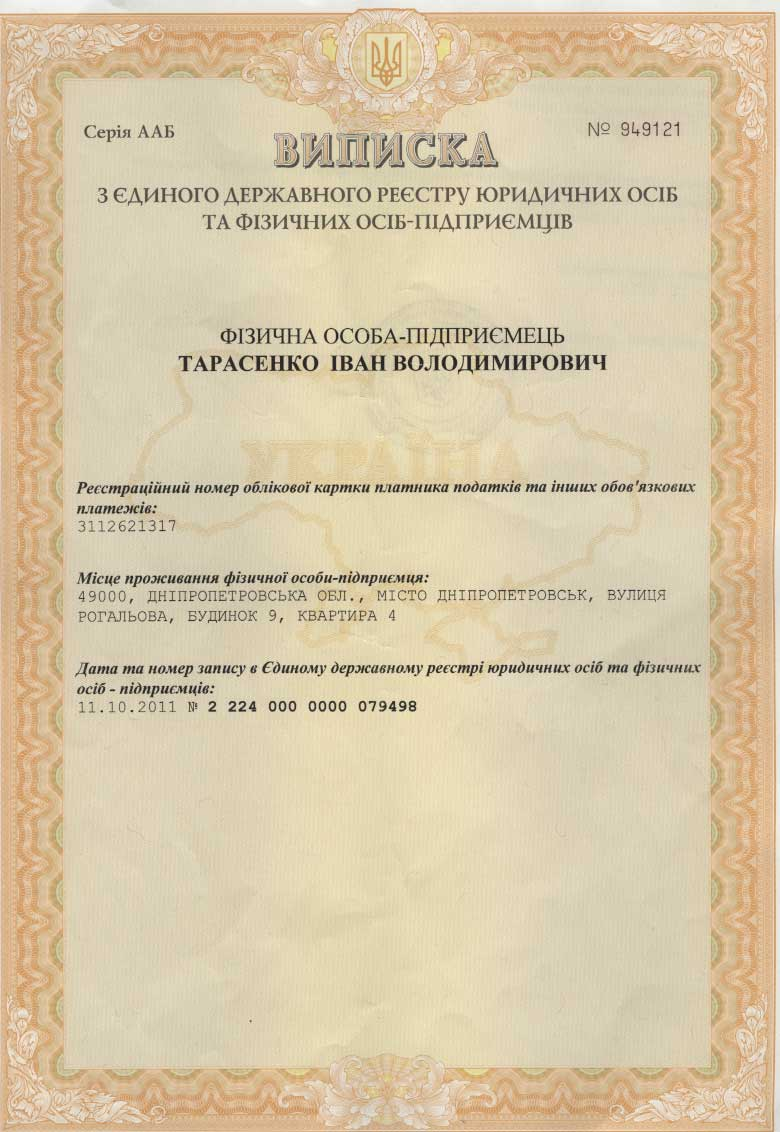 Серія ААБ
№ 949121
ВИПИСКА
З ЄДИНОГО ДЕРЖАВНОГО РЕЄСТРУ ЮРИДИЧНИХ ОСІБ
ТА ФІЗИЧНИХ ОСІБ-ПІДПРИЄМЦІВ
ФІЗИЧНА ОСОБА-ПІДПРИЄМЕЦЬ
ТАРАСЕНКО ІВАН ВОЛОДИМИРОВИЧ
УКРАЇНА
Реєстраційний номер облікової картки платника податків та інших обов'язкових
платежів:
3112621317
Місце проживання фізичної особи-підприємця:
49000, ДНІПРОПЕТРОВСЬКА ОБЛ., МІСТО ДНІПРОПЕТРОВСЬК, ВУЛИЦЯ
РОГАЛЬОВА, БУДИНОК 9, КВАРТИРА 4
Дата та номер запису в Єдиному державному реєстрі юридичних осіб та фізичних
осіб - підприємців:
11.10.2011 № 2 224 000 0000 079498